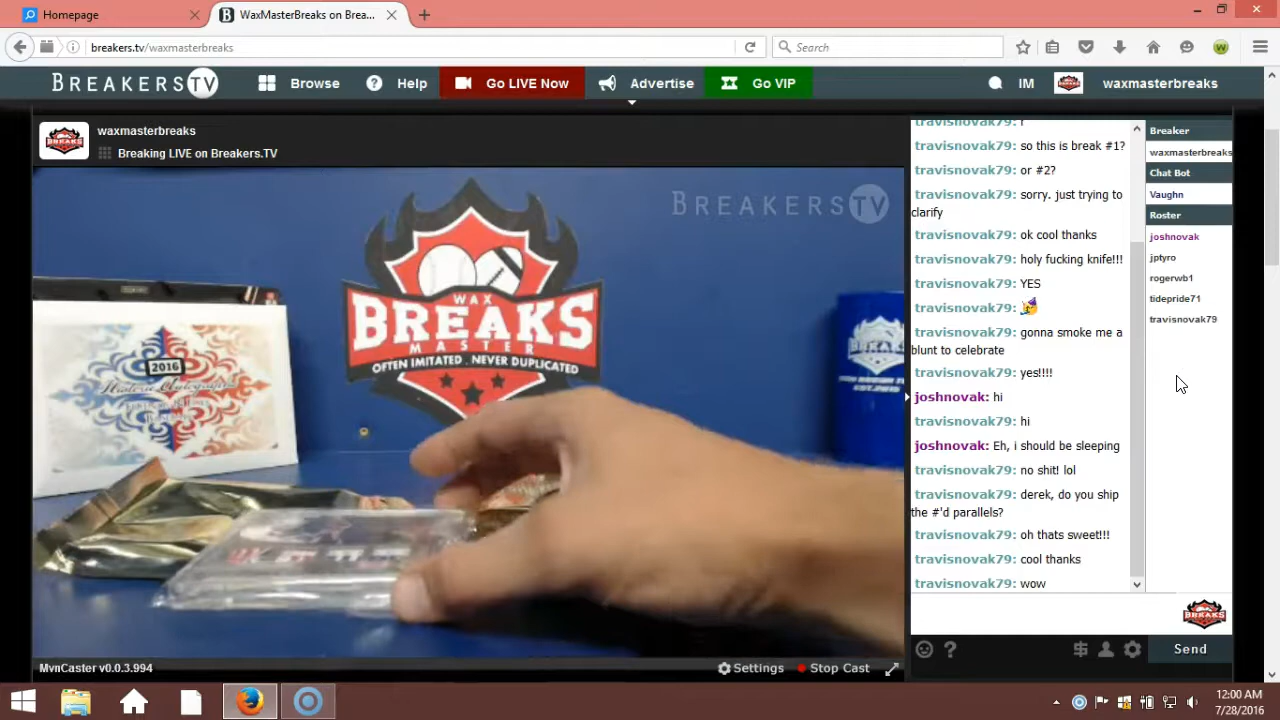 Homepage
WaxMasterBreaks on Brea...
breakers.tv/waxmasterbreaks
Search
BREAKERSTV
Browse
Help
Go LIVE Now
Advertise
Go VIP
IM
waxmasterbreaks
waxmasterbreaks
Breaking LIVE on Breakers.TV
BREAKERSTV
WAX
BREAKS
MASTER
OFTEN IMITATED, NEVER DUPLICATED
2016
travisnovak79: r
travisnovak79: so this is break #1?
travisnovak79: or #2?
travisnovak79: sorry. just trying to
clarify
travisnovak79: ok cool thanks
travisnovak79: holy fucking knife!!!
travisnovak79: YES
travisnovak79:
travisnovak79: gonna smoke me a
blunt to celebrate
travisnovak79: yes!!!!
joshnovak: hi
travisnovak79: hi
joshnovak: Eh, i should be sleeping
travisnovak79: no shit! lol
travisnovak79: derek, do you ship
the #'d parallels?
travisnovak79: oh thats sweet!!!
travisnovak79: cool thanks
travisnovak79: wow
Breaker
waxmasterbreaks
Chat Bot
Vaughn
Roster
joshnovak
jptyro
rogerwb1
tidepride71
travisnovak79
BREAKS
Send
MvnCaster v0.0.3.994
Settings
Stop Cast
12:00 AM
7/28/2016